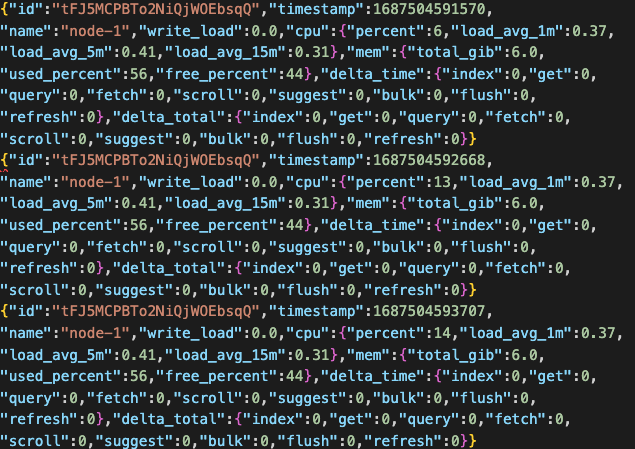 {"id":"tFJ5MCPBTo2NiQjWOEbsqQ","timestamp":1687504591570,
"name":"node-1","write_load":0.0,"cpu":{"percent":6,"load_avg_1m":0.37,
"load_avg_5m":0.41,"load_avg_15m":0.31},"mem":{"total_gib":6.0,
"used_percent":56,"free_percent":44},"delta_time":{"index":0,"get":0,
"query":0,"fetch":0,"scroll":0,"suggest":0,"bulk":0,"flush":0,
"refresh":0},"delta_total":{"index":0,"get":0,"query":0,"fetch":0,
"scroll":0,"suggest":0,"bulk":0,"flush":0,"refresh":0}}
{"id":"tFJ5MCPBTo2NiQjWOEbsqQ","timestamp":1687504592668,
"name":"node-1","write_load":0.0,"cpu":{"percent":13,"load_avg_1m":0.37,
"load_avg_5m":0.41,"load_avg_15m":0.31},"mem":{"total_gib":6.0,
"used_percent":56,"free_percent":44},"delta_time":{"index":0,"get":0,
"query":0,"fetch":0,"scroll":0,"suggest":0,"bulk":0,"flush":0,
"refresh":0},"delta_total":{"index":0,"get":0,"query":0,"fetch":0,
"scroll":0,"suggest":0,"bulk":0,"flush":0,"refresh":0}}
{"id":"tFJ5MCPBTo2NiQjWOEbsqQ","timestamp":1687504593707,
"name":"node-1","write_load":0.0,"cpu":{"percent":14,"load_avg_1m":0.37,
"load_avg_5m":0.41,"load_avg_15m":0.31},"mem":{"total_gib":6.0,
"used_percent":56,"free_percent":44},"delta_time":{"index":0,"get":0,
"query":0,"fetch":0,"scroll":0,"suggest":0,"bulk":0,"flush":0,
"refresh":0},"delta_total":{"index":0,"get":0,"query":0,"fetch":0,
"scroll":0,"suggest":0,"bulk":0,"flush":0,"refresh":0}}